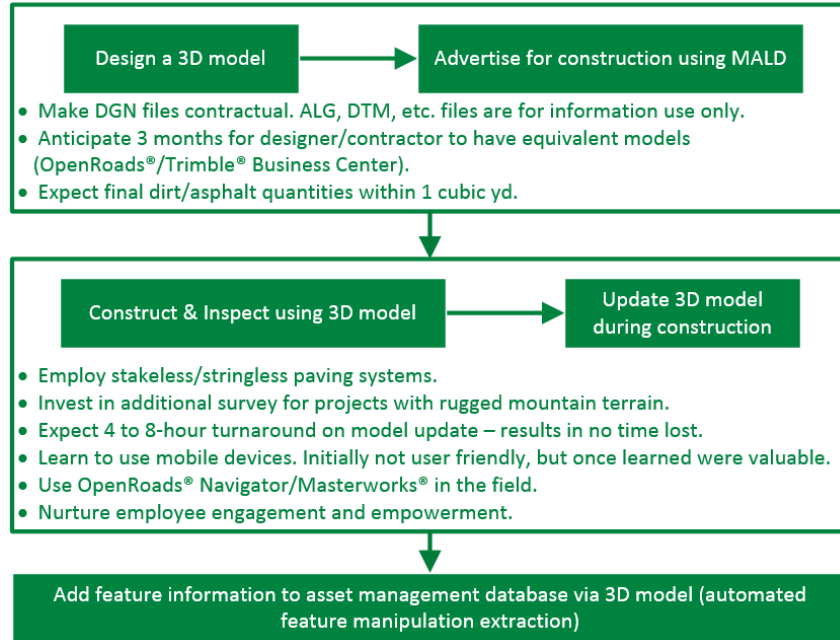 Design a 3D model
Advertise for construction using MALD
• Make DGN files contractual. ALG, DTM, etc. files are for information use only.
• Anticipate 3 months for designer/contractor to have equivalent models
(OpenRoads®/Trimble® Business Center).
• Expect final dirt/asphalt quantities within 1 cubic yd.
Construct & Inspect using 3D model
Update 3D model
during construction
• Employ stakeless/stringless paving systems.
• Invest in additional survey for projects with rugged mountain terrain.
• Expect 4 to 8-hour turnaround on model update – results in no time lost.
• Learn to use mobile devices. Initially not user friendly, but once learned were valuable.
• Use OpenRoads® Navigator/Masterworks® in the field.
• Nurture employee engagement and empowerment.
Add feature information to asset management database via 3D model (automated
feature manipulation extraction)